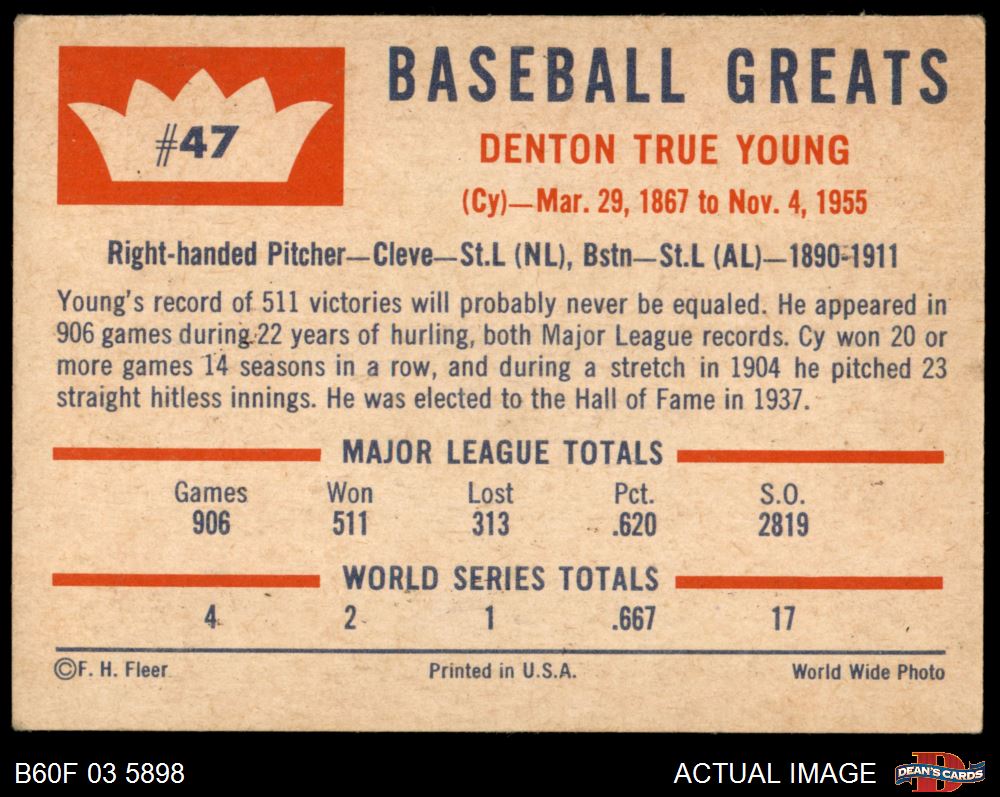 #47
BASEBALL GREATS
DENTON TRUE YOUNG
(Cy)—Mar. 29, 1867 to Nov. 4, 1955
Right-handed Pitcher—Cleve—St.L (NL), Bstn—St.L (AL)—1890-1911
Young's record of 511 victories will probably never be equaled. He appeared in
906 games during 22 years of hurling, both Major League records. Cy won 20 or
more games 14 seasons in a row, and during a stretch in 1904 he pitched 23
straight hitless innings. He was elected to the Hall of Fame in 1937.
MAJOR LEAGUE TOTALS
Games Won Lost Pct. S.O.
906 511 313 .620 2819
WORLD SERIES TOTALS
4 2 1 .667 17
©F. H. Fleer Printed in U.S.A. World Wide Photo
B60F 03 5898 ACTUAL IMAGE D DEAN'S CARDS